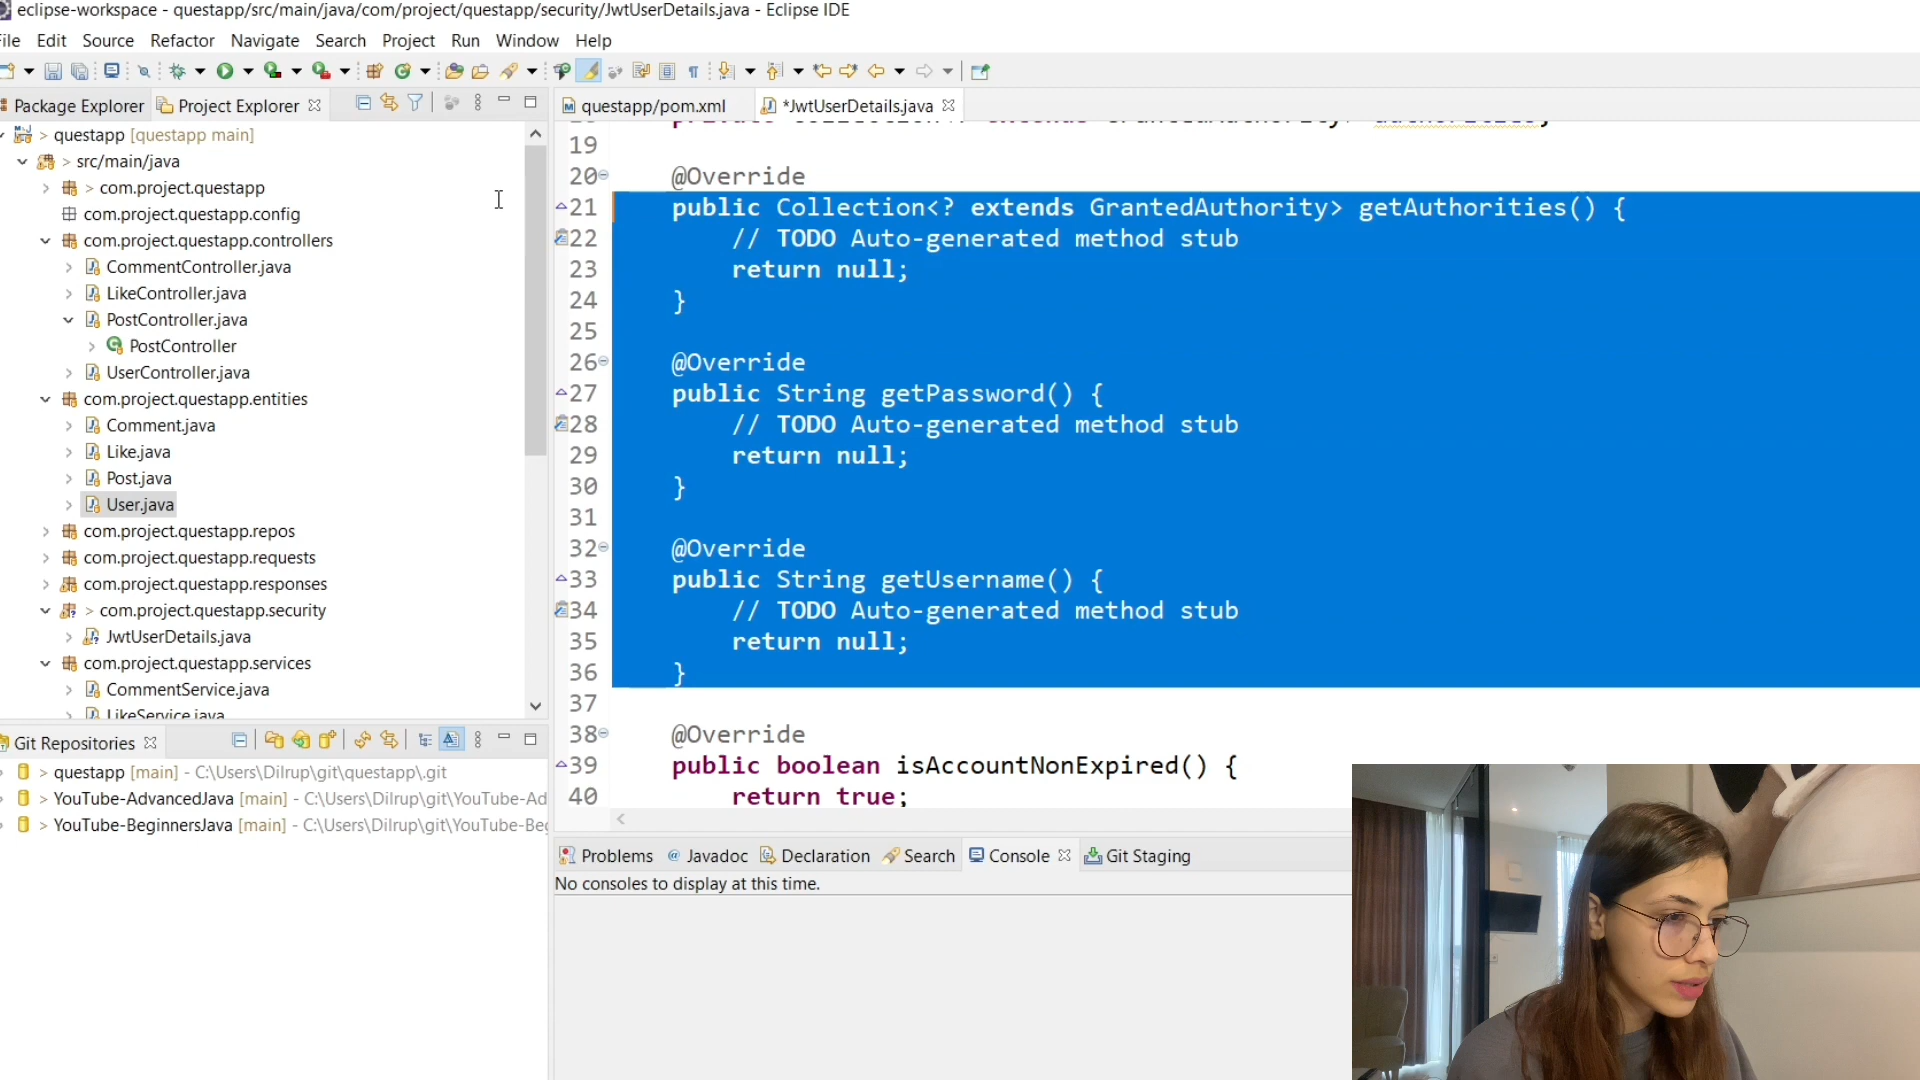 eclipse-workspace - questapp/src/main/java/com/project/questapp/security/JwtUserDetails.java - Eclipse IDE
File Edit Source Refactor Navigate Search Project Run Window Help
Package Explorer Project Explorer
questapp/pom.xml *JwtUserDetails.java
> questapp [questapp main]
> src/main/java
> com.project.questapp
com.project.questapp.config
com.project.questapp.controllers
CommentController.java
LikeController.java
PostController.java
PostController
UserController.java
com.project.questapp.entities
Comment.java
Like.java
Post.java
User.java
com.project.questapp.repos
com.project.questapp.requests
com.project.questapp.responses
> com.project.questapp.security
JwtUserDetails.java
com.project.questapp.services
CommentService.java
LikeService.java
19
20 @Override
21 public Collection<? extends GrantedAuthority> getAuthorities() {
22 // TODO Auto-generated method stub
23 return null;
24 }
25
26 @Override
27 public String getPassword() {
28 // TODO Auto-generated method stub
29 return null;
30 }
31
32 @Override
33 public String getUsername() {
34 // TODO Auto-generated method stub
35 return null;
36 }
37
38 @Override
39 public boolean isAccountNonExpired() {
40 return true;
Git Repositories
> questapp [main] - C:\Users\Dilrup\git\questapp\.git
> YouTube-AdvancedJava [main] - C:\Users\Dilrup\git\YouTube-Ad
> YouTube-BeginnersJava [main] - C:\Users\Dilrup\git\YouTube-Be
Problems @ Javadoc Declaration Search Console Git Staging
No consoles to display at this time.